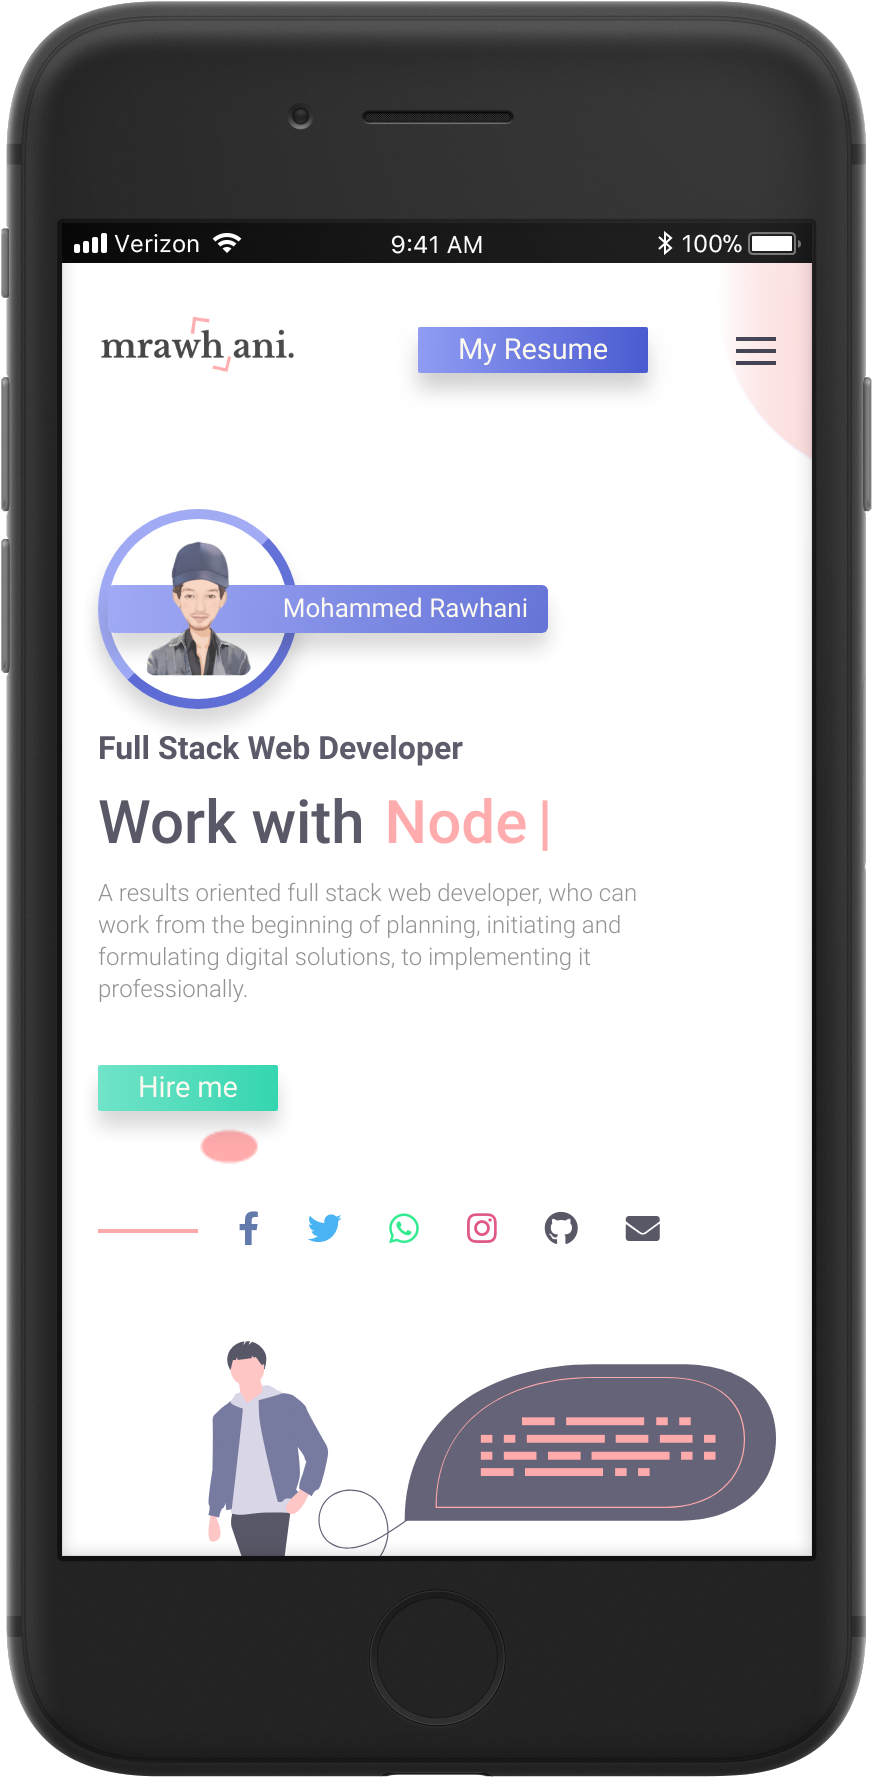 Verizon 9:41 AM 100%
mrawh ani.
My Resume
Mohammed Rawhani
Full Stack Web Developer
Work with Node |
A results oriented full stack web developer, who can
work from the beginning of planning, initiating and
formulating digital solutions, to implementing it
professionally.
Hire me